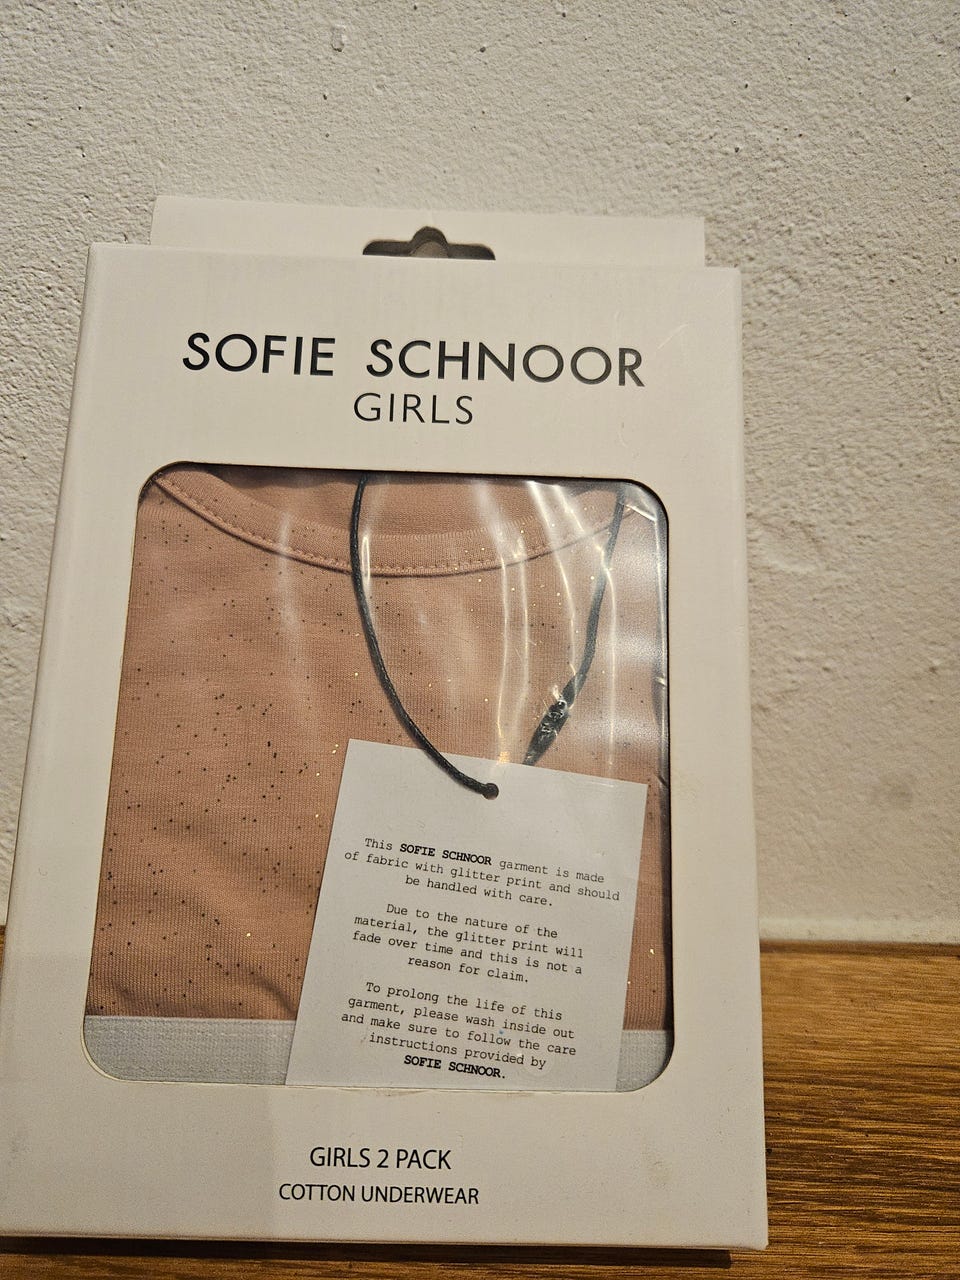 SOFIE SCHNOOR
GIRLS
This SOFIE SCHNOOR garment is made
of fabric with glitter print and should
be handled with care.
Due to the nature of the
material, the glitter print will
fade over time and this is not a
reason for claim.
To prolong the life of this
garment, please wash inside out
and make sure to follow the care
instructions provided by
SOFIE SCHNOOR.
GIRLS 2 PACK
COTTON UNDERWEAR